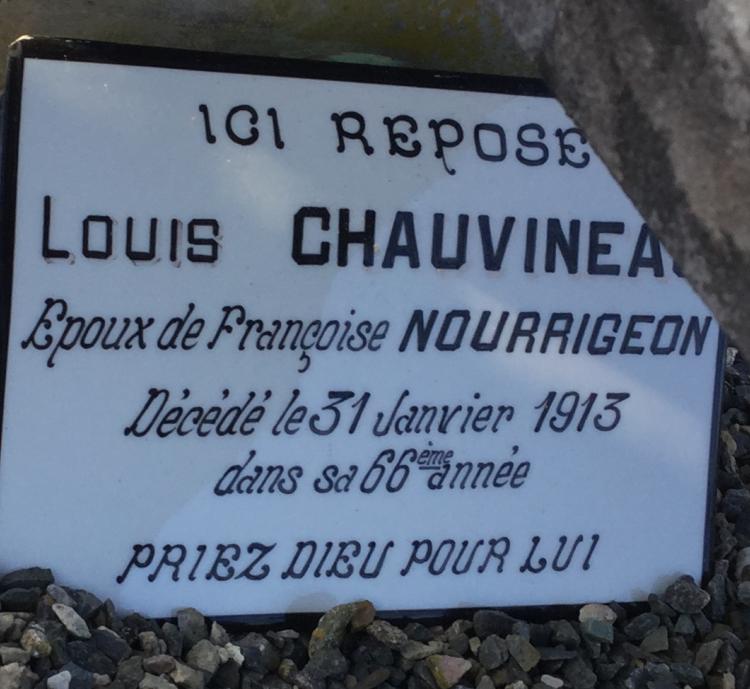 ICI REPOSE
LOUIS CHAUVINEAU
Epoux de Françoise NOURRIGEON
Décédé le 31 Janvier 1913
dans sa 66ème année
PRIEZ DIEU POUR LUI